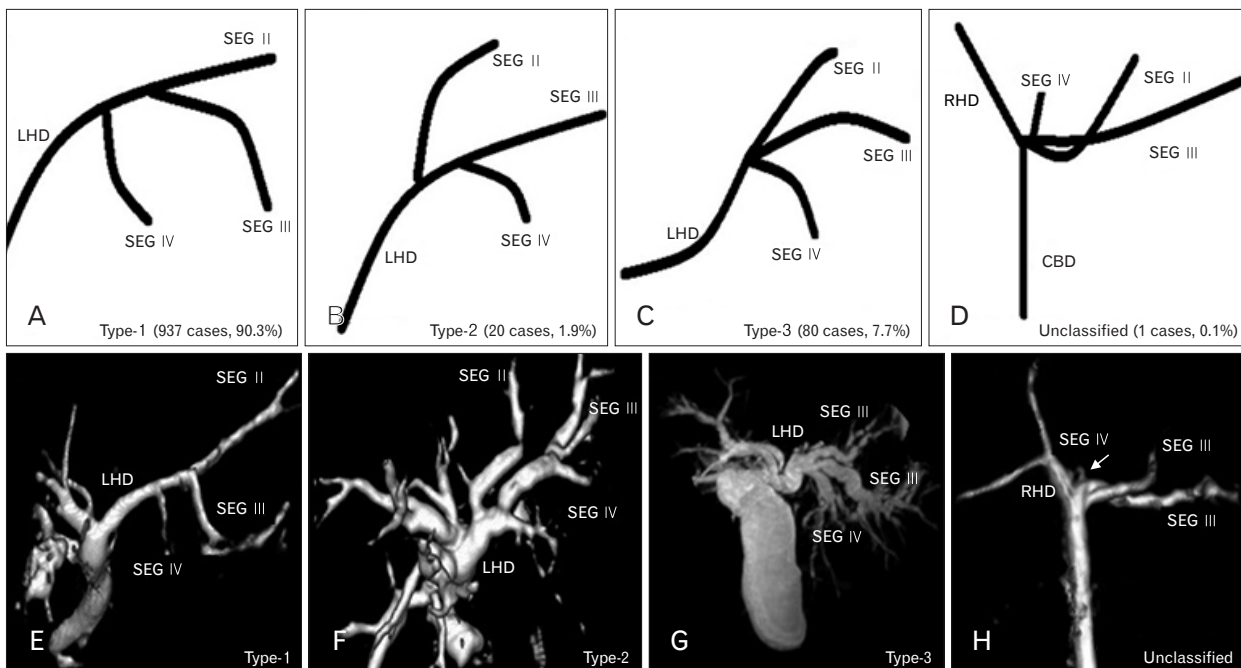 SEG II
LHD
SEG IV
SEG III
A
Type-1 (937 cases, 90.3%)
SEG II
SEG III
SEG IV
LHD
B
Type-2 (20 cases, 1.9%)
SEG II
SEG III
LHD
SEG IV
C
Type-3 (80 cases, 7.7%)
RHD
SEG IV
SEG II
SEG III
CBD
D
Unclassified (1 cases, 0.1%)
SEG II
LHD
SEG III
SEG IV
E
Type-1
SEG II
SEG III
SEG IV
LHD
F
Type-2
SEG III
LHD
SEG III
SEG IV
G
Type-3
SEG IV
SEG III
RHD
SEG III
H
Unclassified